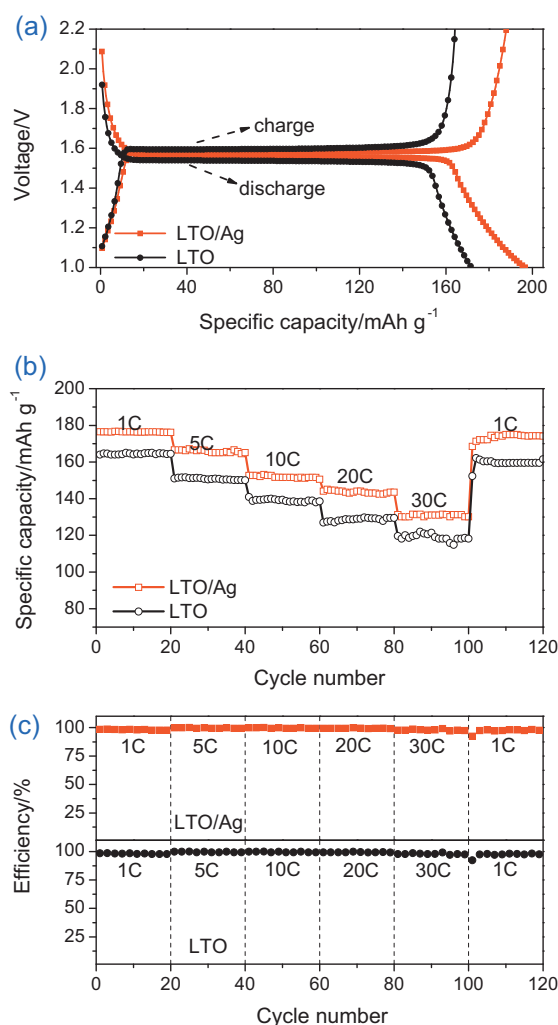 (a)
2.2
2.0
1.8
1.6
1.4
1.2
1.0
Voltage/V
charge
discharge
LTO/Ag
LTO
0 40 80 120 160 200
Specific capacity/mAh g⁻¹
(b)
200
180
160
140
120
100
80
Specific capacity/mAh g⁻¹
1C 5C 10C 20C 30C 1C
LTO/Ag
LTO
0 20 40 60 80 100 120
Cycle number
(c)
100
75
50
25
1C 5C 10C 20C 30C 1C
LTO/Ag
Efficiency/%
100
75
50
25
1C 5C 10C 20C 30C 1C
LTO
0 20 40 60 80 100 120
Cycle number